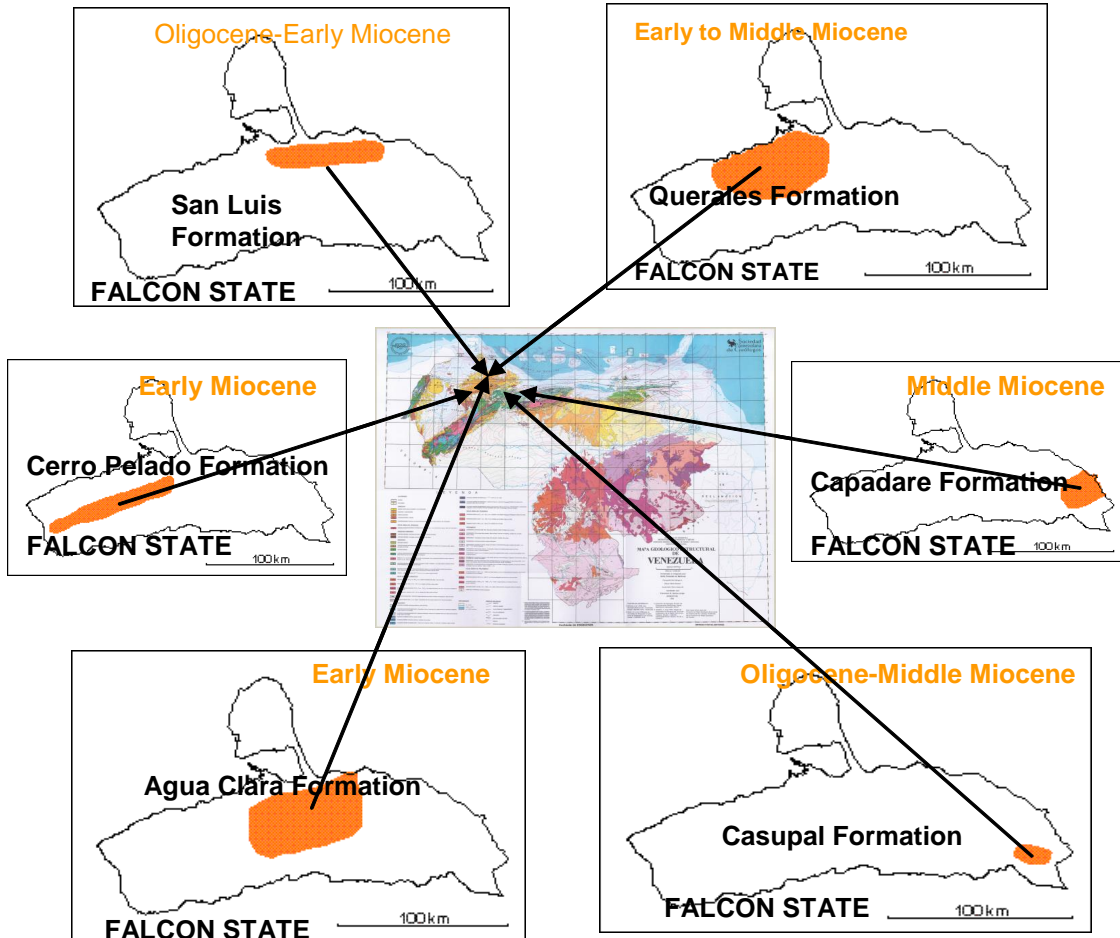 Oligocene-Early Miocene
San Luis
Formation
FALCON STATE
100km
Early to Middle Miocene
Querales Formation
FALCON STATE
100km
Early Miocene
Cerro Pelado Formation
FALCON STATE
100km
MAPA GEOLOGICO ESTRUCTURAL
DE
VENEZUELA
Middle Miocene
Capadare Formation
FALCON STATE
100km
Early Miocene
Agua Clara Formation
FALCON STATE
100km
Oligocene-Middle Miocene
Casupal Formation
FALCON STATE
100km